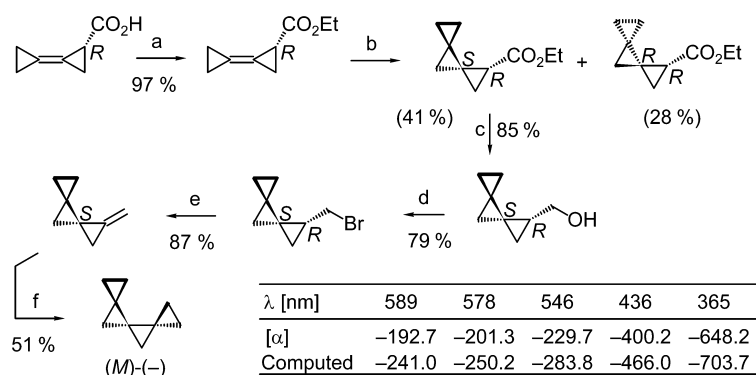 CO₂H
R
a
97 %
CO₂Et
R
b
S
R
CO₂Et
(41 %)
+
R
R
CO₂Et
(28 %)
c 85 %
S
R
OH
d
79 %
S
R
Br
e
87 %
S
f
51 %
(M)-(–)
λ [nm] 589 578 546 436 365
[α] –192.7 –201.3 –229.7 –400.2 –648.2
Computed –241.0 –250.2 –283.8 –466.0 –703.7